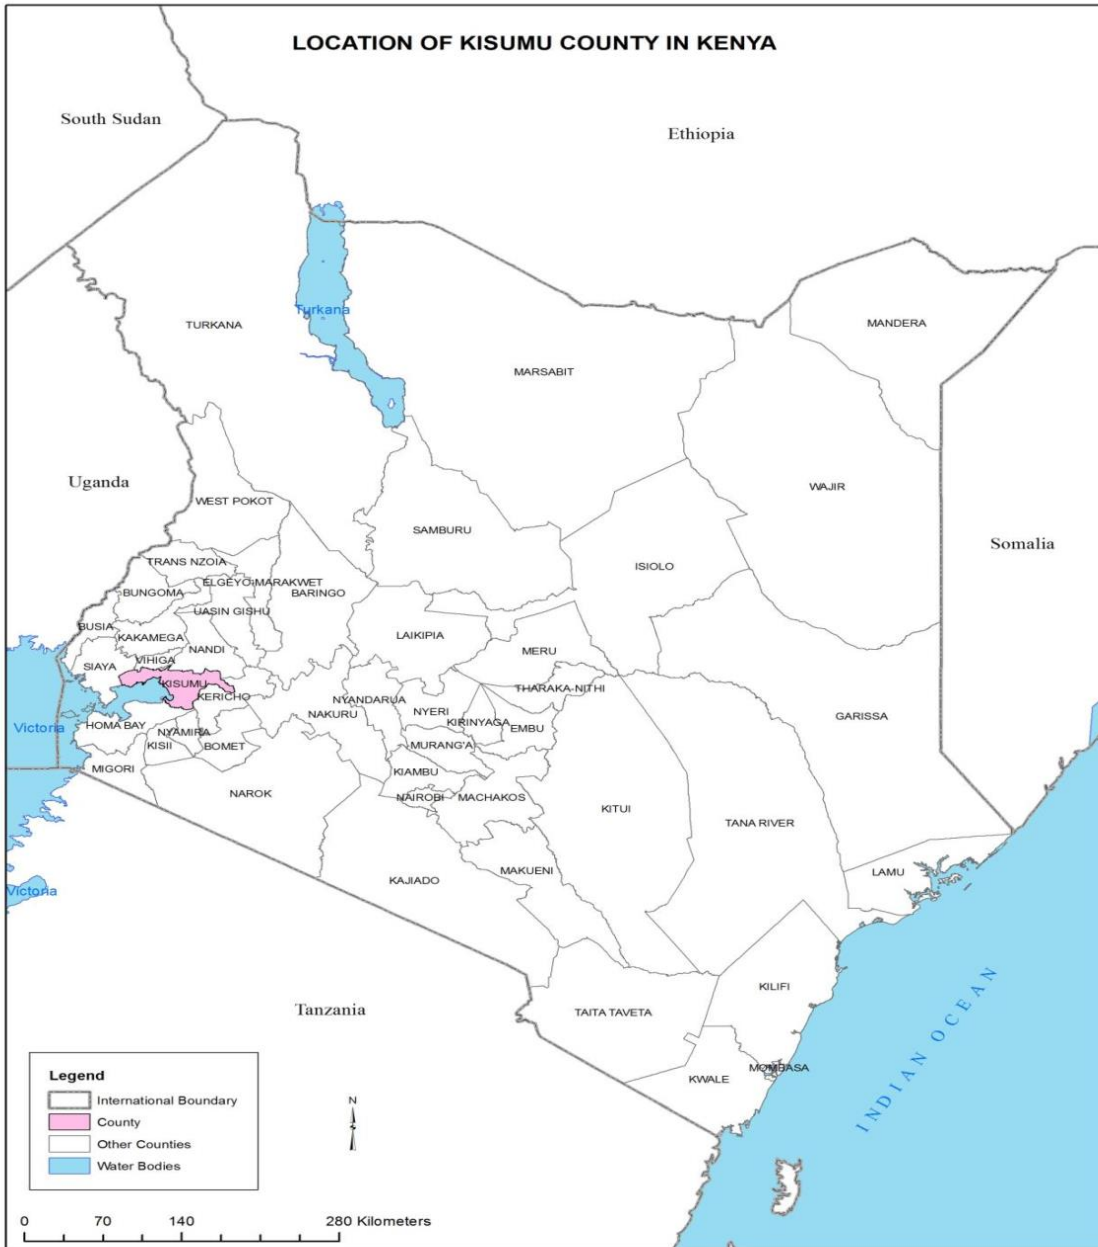 LOCATION OF KISUMU COUNTY IN KENYA
South Sudan
Ethiopia
Turkana
TURKANA
MANDERA
MARSABIT
Uganda
WEST POKOT
WAJIR
SAMBURU
Somalia
TRANS NZOIA
ISIOLO
ELGEYO-MARAKWET
BUNGOMA
BARINGO
UASIN GISHU
BUSIA
KAKAMEGA
LAIKIPIA
NANDI
MERU
VIHIGA
SIAYA
KISUMU
THARAKA-NITHI
KERICHO
NYANDARUA
NYERI
NAKURU
GARISSA
KIRINYAGA
HOMA BAY
Victoria
EMBU
NYAMIRA
KISII
BOMET
MURANG'A
MIGORI
KIAMBU
NAROK
NAIROBI
MACHAKOS
KITUI
TANA RIVER
MAKUENI
LAMU
KAJIADO
Victoria
KILIFI
Tanzania
TAITA TAVETA
INDIAN OCEAN
MOMBASA
KWALE
Legend
International Boundary
County
Other Counties
Water Bodies
N
0 70 140 280 Kilometers